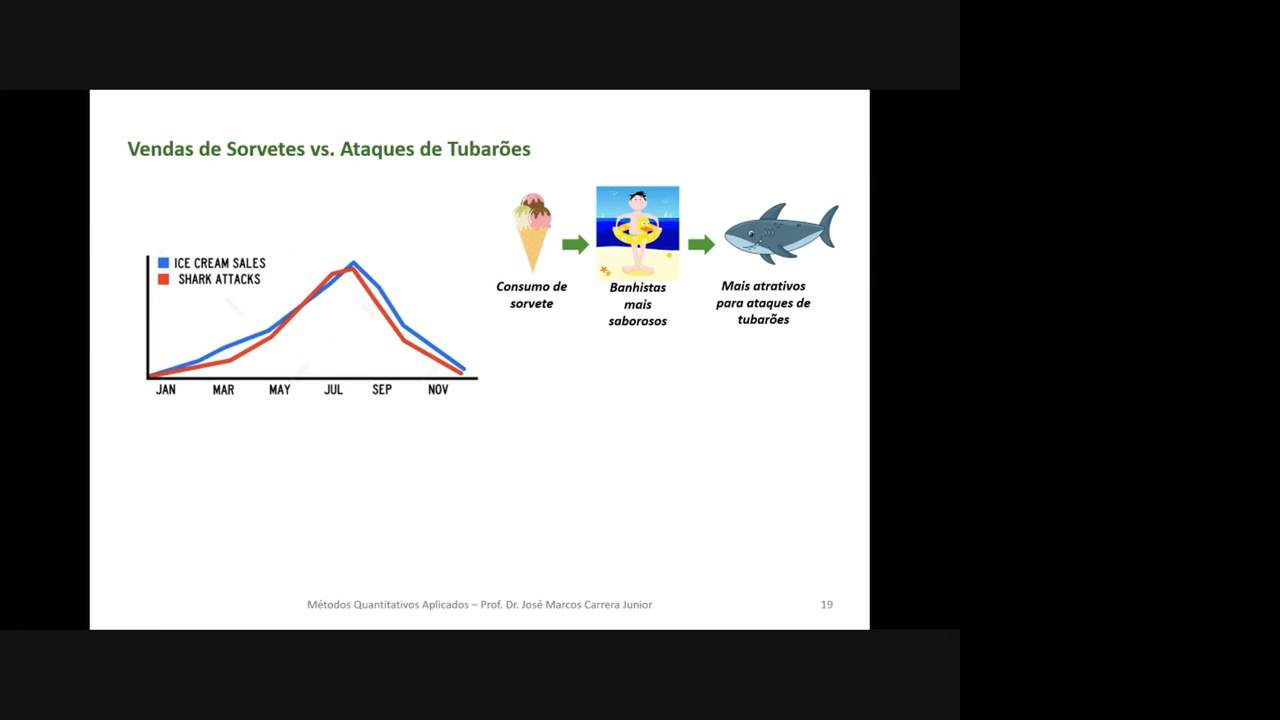 Vendas de Sorvetes vs. Ataques de Tubarões
ICE CREAM SALES
SHARK ATTACKS
JAN MAR MAY JUL SEP NOV
Consumo de
sorvete
Banhistas
mais
saborosos
Mais atrativos
para ataques de
tubarões
Métodos Quantitativos Aplicados – Prof. Dr. José Marcos Carrera Junior
19